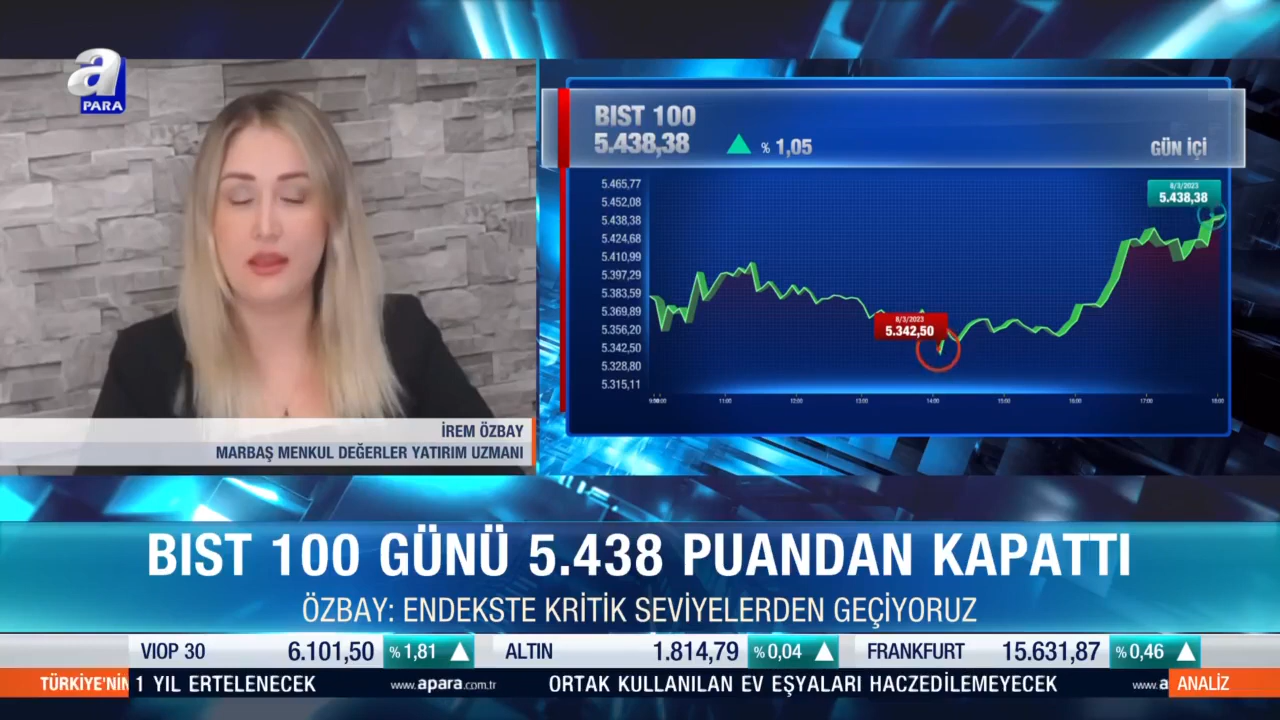 a
PARA
BIST 100
5.438,38
% 1,05
GÜN İÇİ
5.465,77
5.452,08
5.438,38
5.424,68
5.410,99
5.397,29
5.383,59
5.369,89
5.356,20
5.342,50
5.328,80
5.315,11
8/3/2023
5.438,38
8/3/2023
5.342,50
11:00
12:00
13:00
14:00
15:00
16:00
17:00
18:00
İREM ÖZBAY
MARBAŞ MENKUL DEĞERLER YATIRIM UZMANI
BIST 100 GÜNÜ 5.438 PUANDAN KAPATTI
ÖZBAY: ENDEKSTE KRİTİK SEVİYELERDEN GEÇİYORUZ
VIOP 30 6.101,50 % 1,81 ALTIN 1.814,79 % 0,04 FRANKFURT 15.631,87 % 0,46
TÜRKİYE'NİN 1 YIL ERTELENECEK www.apara.com.tr ORTAK KULLANILAN EV EŞYALARI HACZEDİLEMEYECEK www.a ANALİZ